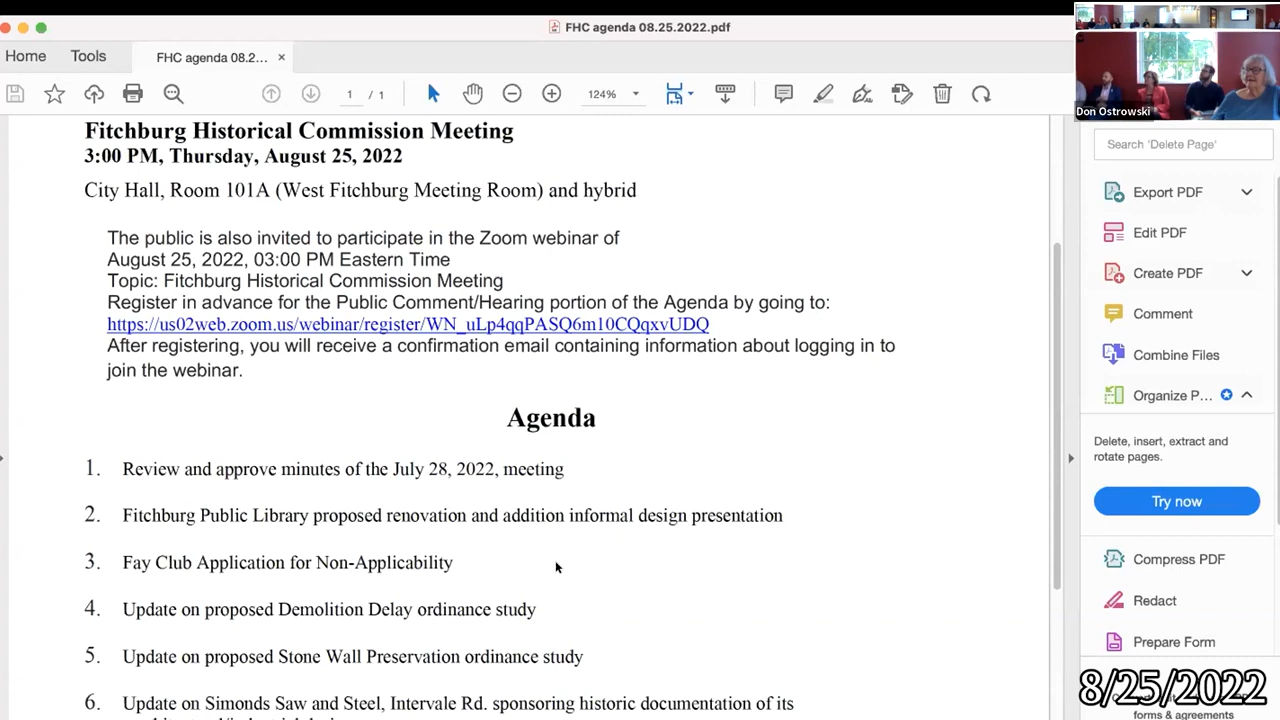 FHC agenda 08.25.2022.pdf
Home
Tools
FHC agenda 08.2... ×
1 / 1
124%
Don Ostrowski
Fitchburg Historical Commission Meeting
3:00 PM, Thursday, August 25, 2022
City Hall, Room 101A (West Fitchburg Meeting Room) and hybrid
The public is also invited to participate in the Zoom webinar of
August 25, 2022, 03:00 PM Eastern Time
Topic: Fitchburg Historical Commission Meeting
Register in advance for the Public Comment/Hearing portion of the Agenda by going to:
https://us02web.zoom.us/webinar/register/WN_uLp4qqPASQ6m10CQqxvUDQ
After registering, you will receive a confirmation email containing information about logging in to
join the webinar.
Agenda
1. Review and approve minutes of the July 28, 2022, meeting
2. Fitchburg Public Library proposed renovation and addition informal design presentation
3. Fay Club Application for Non-Applicability
4. Update on proposed Demolition Delay ordinance study
5. Update on proposed Stone Wall Preservation ordinance study
6. Update on Simonds Saw and Steel, Intervale Rd. sponsoring historic documentation of its
Search 'Delete Page'
Export PDF
Edit PDF
Create PDF
Comment
Combine Files
Organize P...
Delete, insert, extract and
rotate pages.
Try now
Compress PDF
Redact
Prepare Form
8/25/2022
forms & agreements